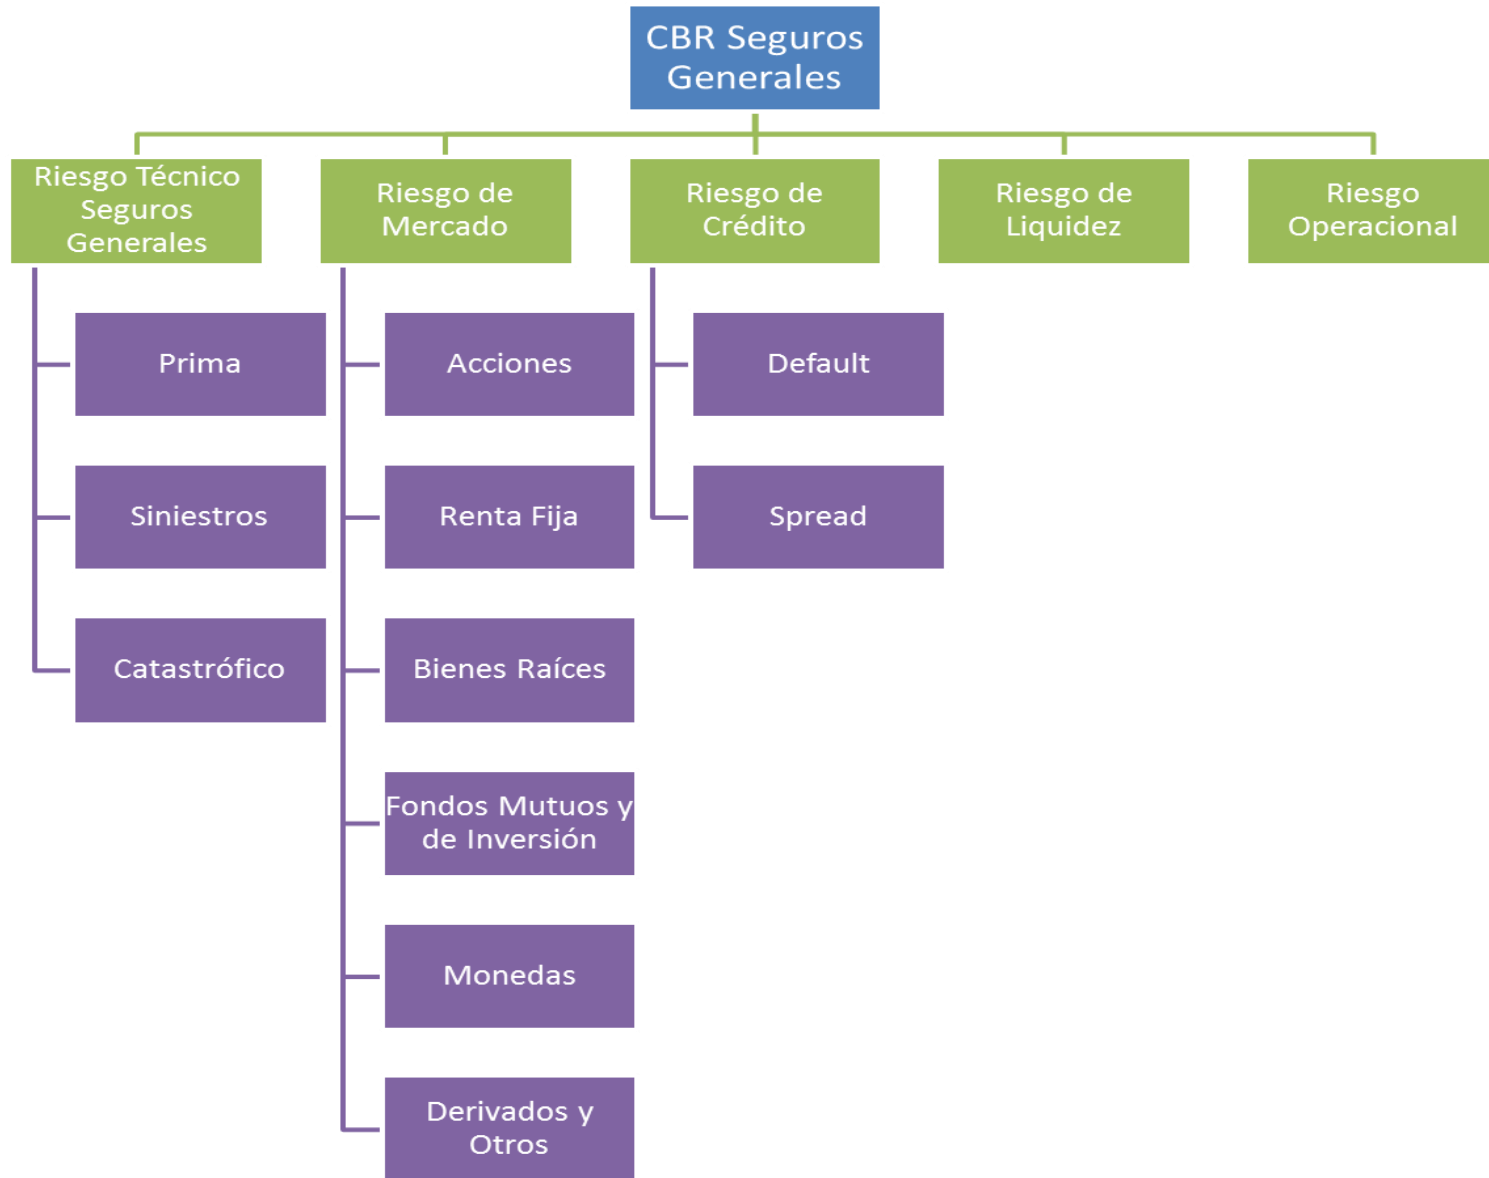 CBR Seguros
Generales
Riesgo Técnico
Seguros
Generales
Riesgo de
Mercado
Riesgo de
Crédito
Riesgo de
Liquidez
Riesgo
Operacional
Prima
Siniestros
Catastrófico
Acciones
Renta Fija
Bienes Raíces
Fondos Mutuos y
de Inversión
Monedas
Derivados y
Otros
Default
Spread